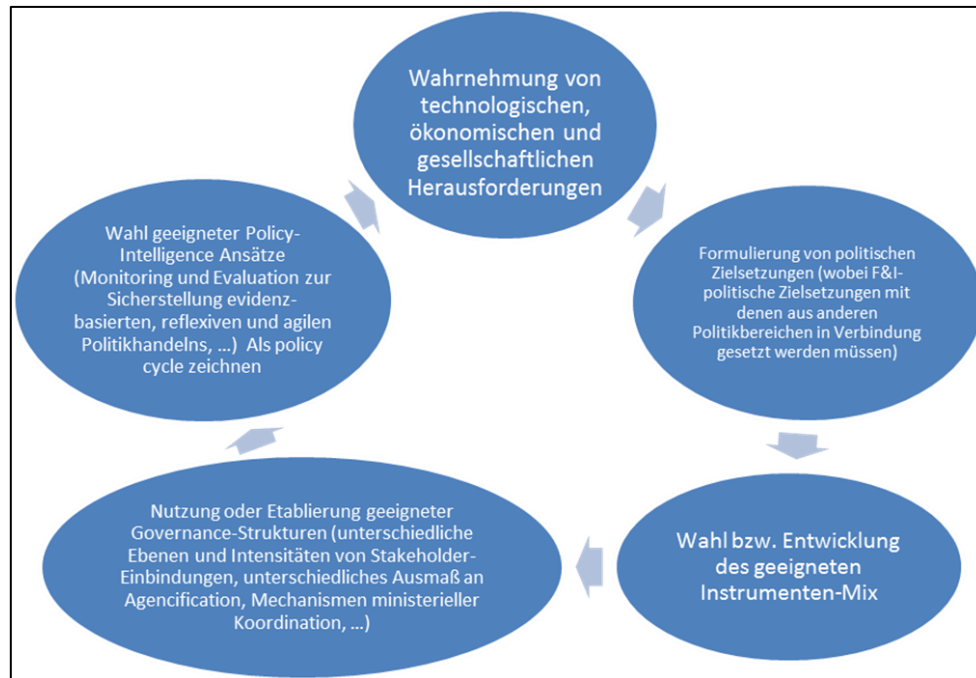 Wahrnehmung von
technologischen,
ökonomischen und
gesellschaftlichen
Herausforderungen
Formulierung von politischen
Zielsetzungen (wobei F&I-
politische Zielsetzungen mit
denen aus anderen
Politikbereichen in Verbindung
gesetzt werden müssen)
Wahl bzw. Entwicklung
des geeigneten
Instrumenten-Mix
Nutzung oder Etablierung geeigneter
Governance-Strukturen (unterschiedliche
Ebenen und Intensitäten von Stakeholder-
Einbindungen, unterschiedliches Ausmaß an
Agencification, Mechanismen ministerieller
Koordination, ...)
Wahl geeigneter Policy-
Intelligence Ansätze
(Monitoring und Evaluation zur
Sicherstellung evidenz-
basierten, reflexiven und agilen
Politikhandelns, ...) Als policy
cycle zeichnen